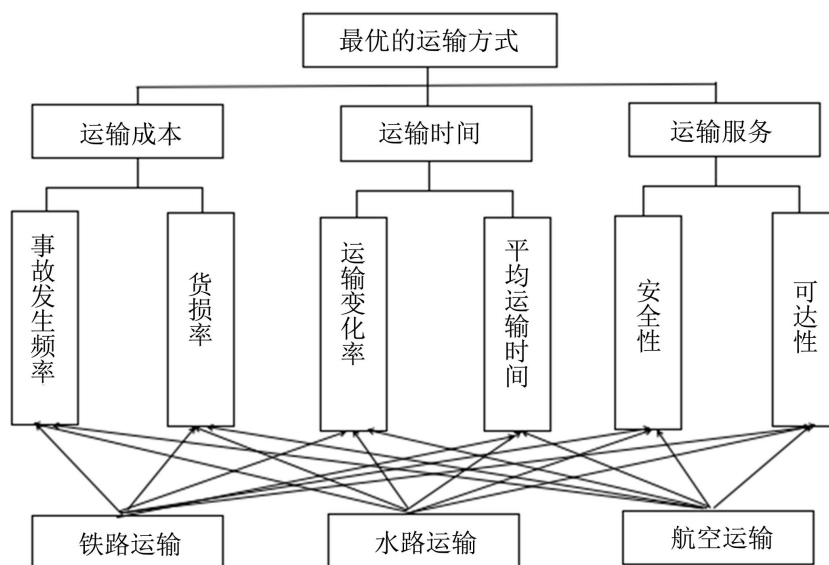 最优的运输方式
运输成本
运输时间
运输服务
事故发生频率
货损率
运输变化率
平均运输时间
安全性
可达性
铁路运输
水路运输
航空运输